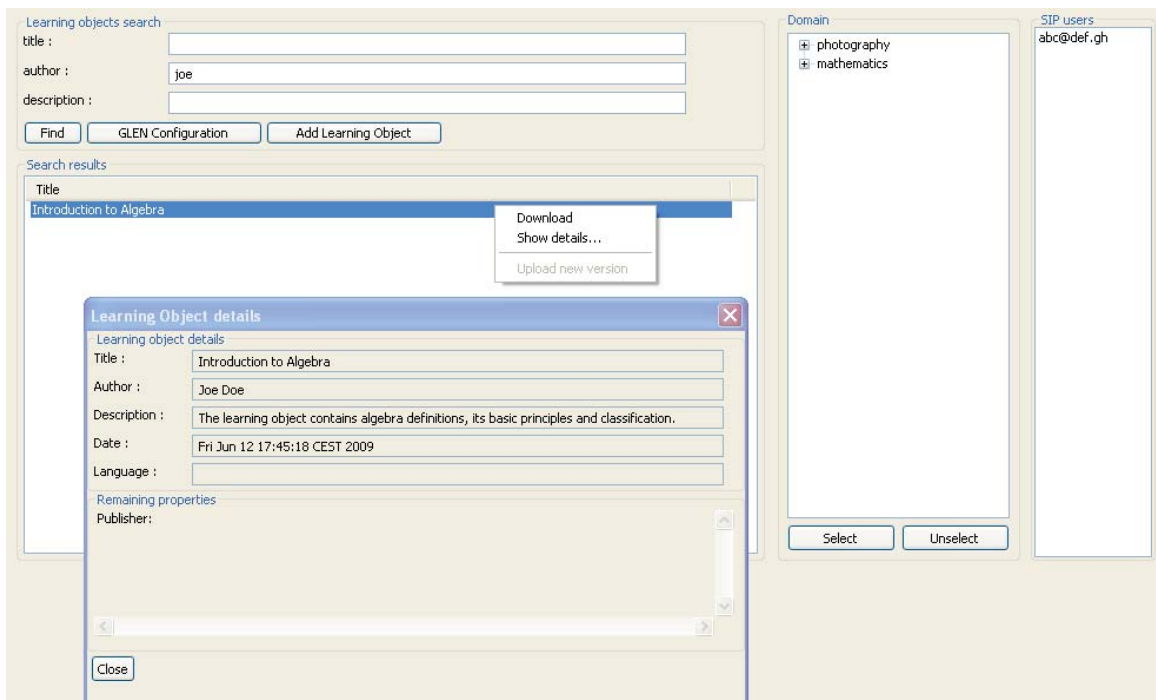 Learning objects search
title :
author :
joe
description :
Find GLEN Configuration Add Learning Object
Search results
Title
Introduction to Algebra
Download
Show details...
Upload new version
Learning Object details
Learning object details
Title :
Introduction to Algebra
Author :
Joe Doe
Description :
The learning object contains algebra definitions, its basic principles and classification.
Date :
Fri Jun 12 17:45:18 CEST 2009
Language :
Remaining properties
Publisher:
Close
Domain
photography
mathematics
Select Unselect
SIP users
abc@def.gh